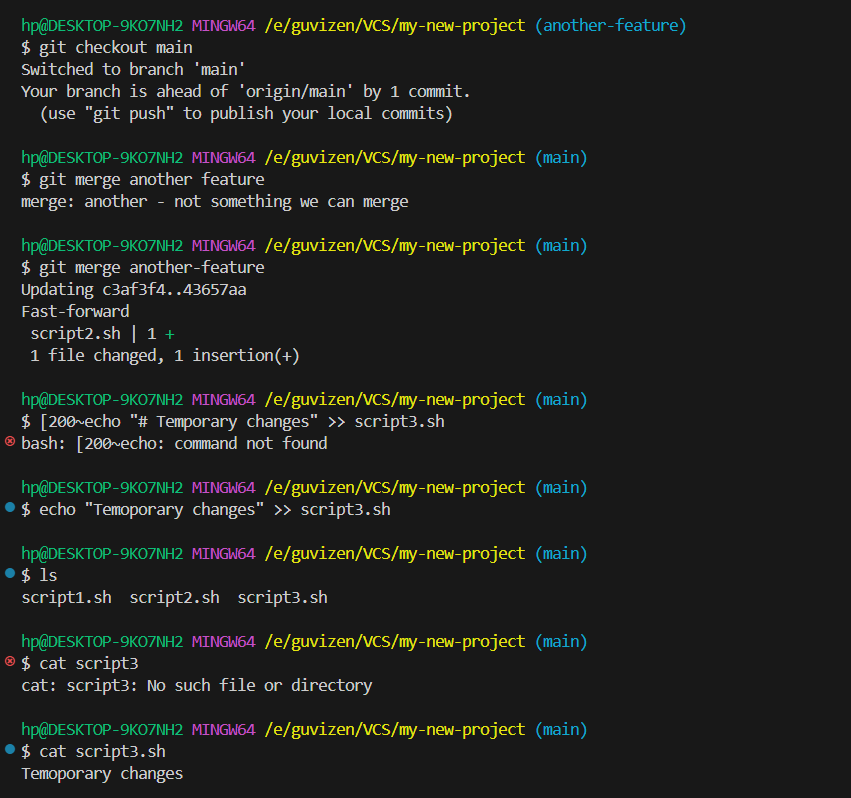 hp@DESKTOP-9KO7NH2 MINGW64 /e/guvizen/VCS/my-new-project (another-feature)
$ git checkout main
Switched to branch 'main'
Your branch is ahead of 'origin/main' by 1 commit.
  (use "git push" to publish your local commits)

hp@DESKTOP-9KO7NH2 MINGW64 /e/guvizen/VCS/my-new-project (main)
$ git merge another feature
merge: another - not something we can merge

hp@DESKTOP-9KO7NH2 MINGW64 /e/guvizen/VCS/my-new-project (main)
$ git merge another-feature
Updating c3af3f4..43657aa
Fast-forward
 script2.sh | 1 +
 1 file changed, 1 insertion(+)

hp@DESKTOP-9KO7NH2 MINGW64 /e/guvizen/VCS/my-new-project (main)
$ [200~echo "# Temporary changes" >> script3.sh
bash: [200~echo: command not found

hp@DESKTOP-9KO7NH2 MINGW64 /e/guvizen/VCS/my-new-project (main)
$ echo "Temoporary changes" >> script3.sh

hp@DESKTOP-9KO7NH2 MINGW64 /e/guvizen/VCS/my-new-project (main)
$ ls
script1.sh  script2.sh  script3.sh

hp@DESKTOP-9KO7NH2 MINGW64 /e/guvizen/VCS/my-new-project (main)
$ cat script3
cat: script3: No such file or directory

hp@DESKTOP-9KO7NH2 MINGW64 /e/guvizen/VCS/my-new-project (main)
$ cat script3.sh
Temoporary changes